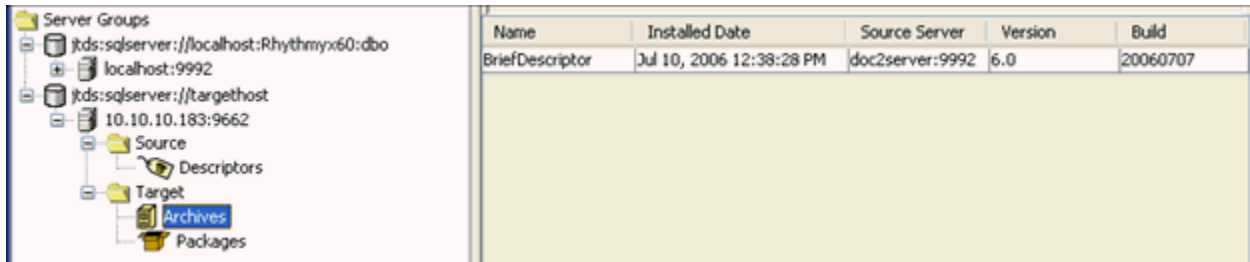 Server Groups
jtds:sqlserver://localhost:Rhythmyx60:dbo
localhost:9992
jtds:sqlserver://targethost
10.10.10.183:9662
Source
Descriptors
Target
Archives
Packages
Name Installed Date Source Server Version Build
BriefDescriptor Jul 10, 2006 12:38:28 PM doc2server:9992 6.0 20060707